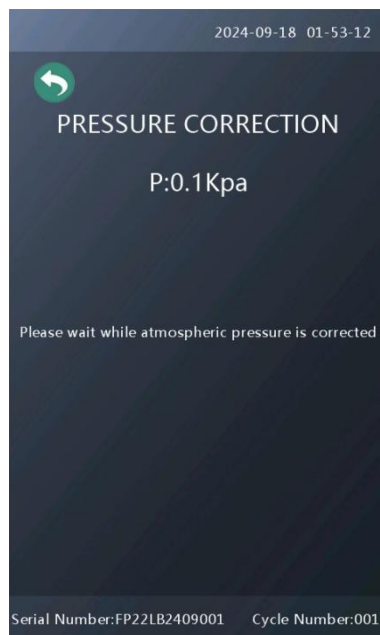 2024-09-18 01-53-12
PRESSURE CORRECTION
P:0.1Kpa
Please wait while atmospheric pressure is corrected
Serial Number:FP22LB2409001 Cycle Number:001